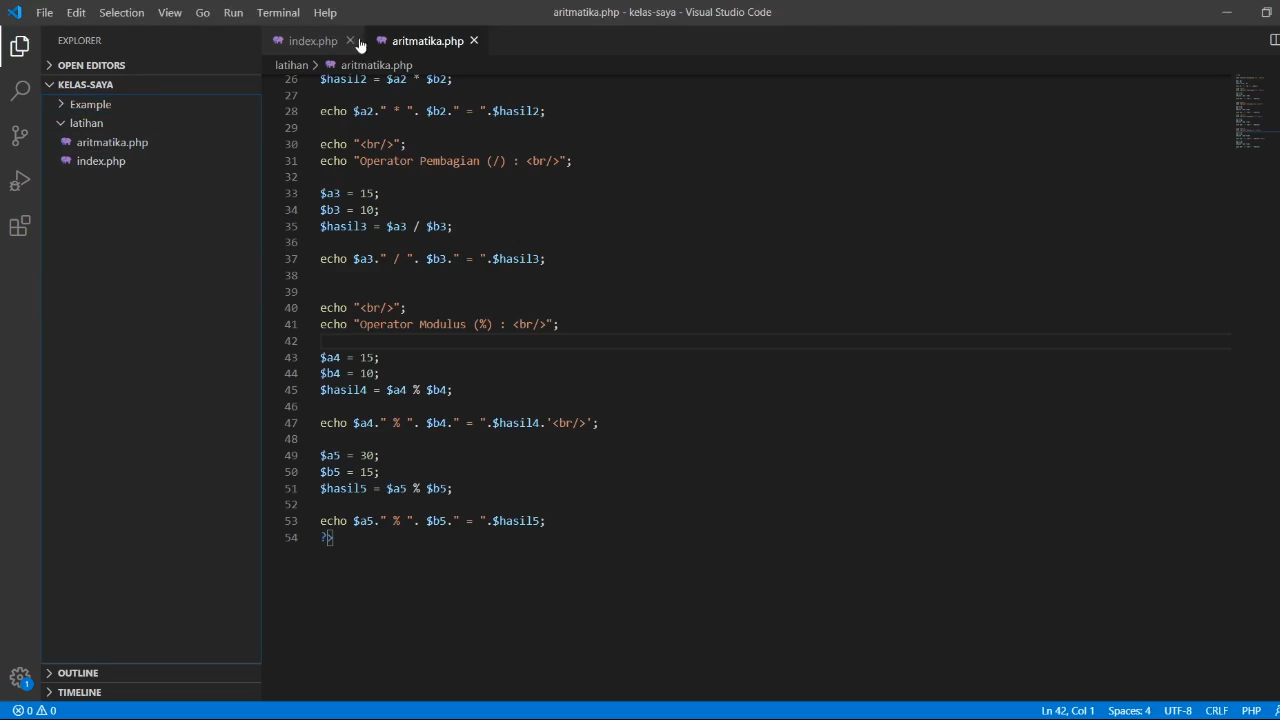 File Edit Selection View Go Run Terminal Help
aritmatika.php - kelas-saya - Visual Studio Code
EXPLORER
index.php
aritmatika.php
OPEN EDITORS
latihan > aritmatika.php
KELAS-SAYA
Example
latihan
aritmatika.php
index.php
26 $hasil2 = $a2 * $b2;
27
28 echo $a2." * ". $b2." = ".$hasil2;
29
30 echo "<br/>";
31 echo "Operator Pembagian (/) : <br/>";
32
33 $a3 = 15;
34 $b3 = 10;
35 $hasil3 = $a3 / $b3;
36
37 echo $a3." / ". $b3." = ".$hasil3;
38
39
40 echo "<br/>";
41 echo "Operator Modulus (%) : <br/>";
42
43 $a4 = 15;
44 $b4 = 10;
45 $hasil4 = $a4 % $b4;
46
47 echo $a4." % ". $b4." = ".$hasil4.'<br/>';
48
49 $a5 = 30;
50 $b5 = 15;
51 $hasil5 = $a5 % $b5;
52
53 echo $a5." % ". $b5." = ".$hasil5;
54 ?>
OUTLINE
TIMELINE
1
0 0
Ln 42, Col 1 Spaces: 4 UTF-8 CRLF PHP